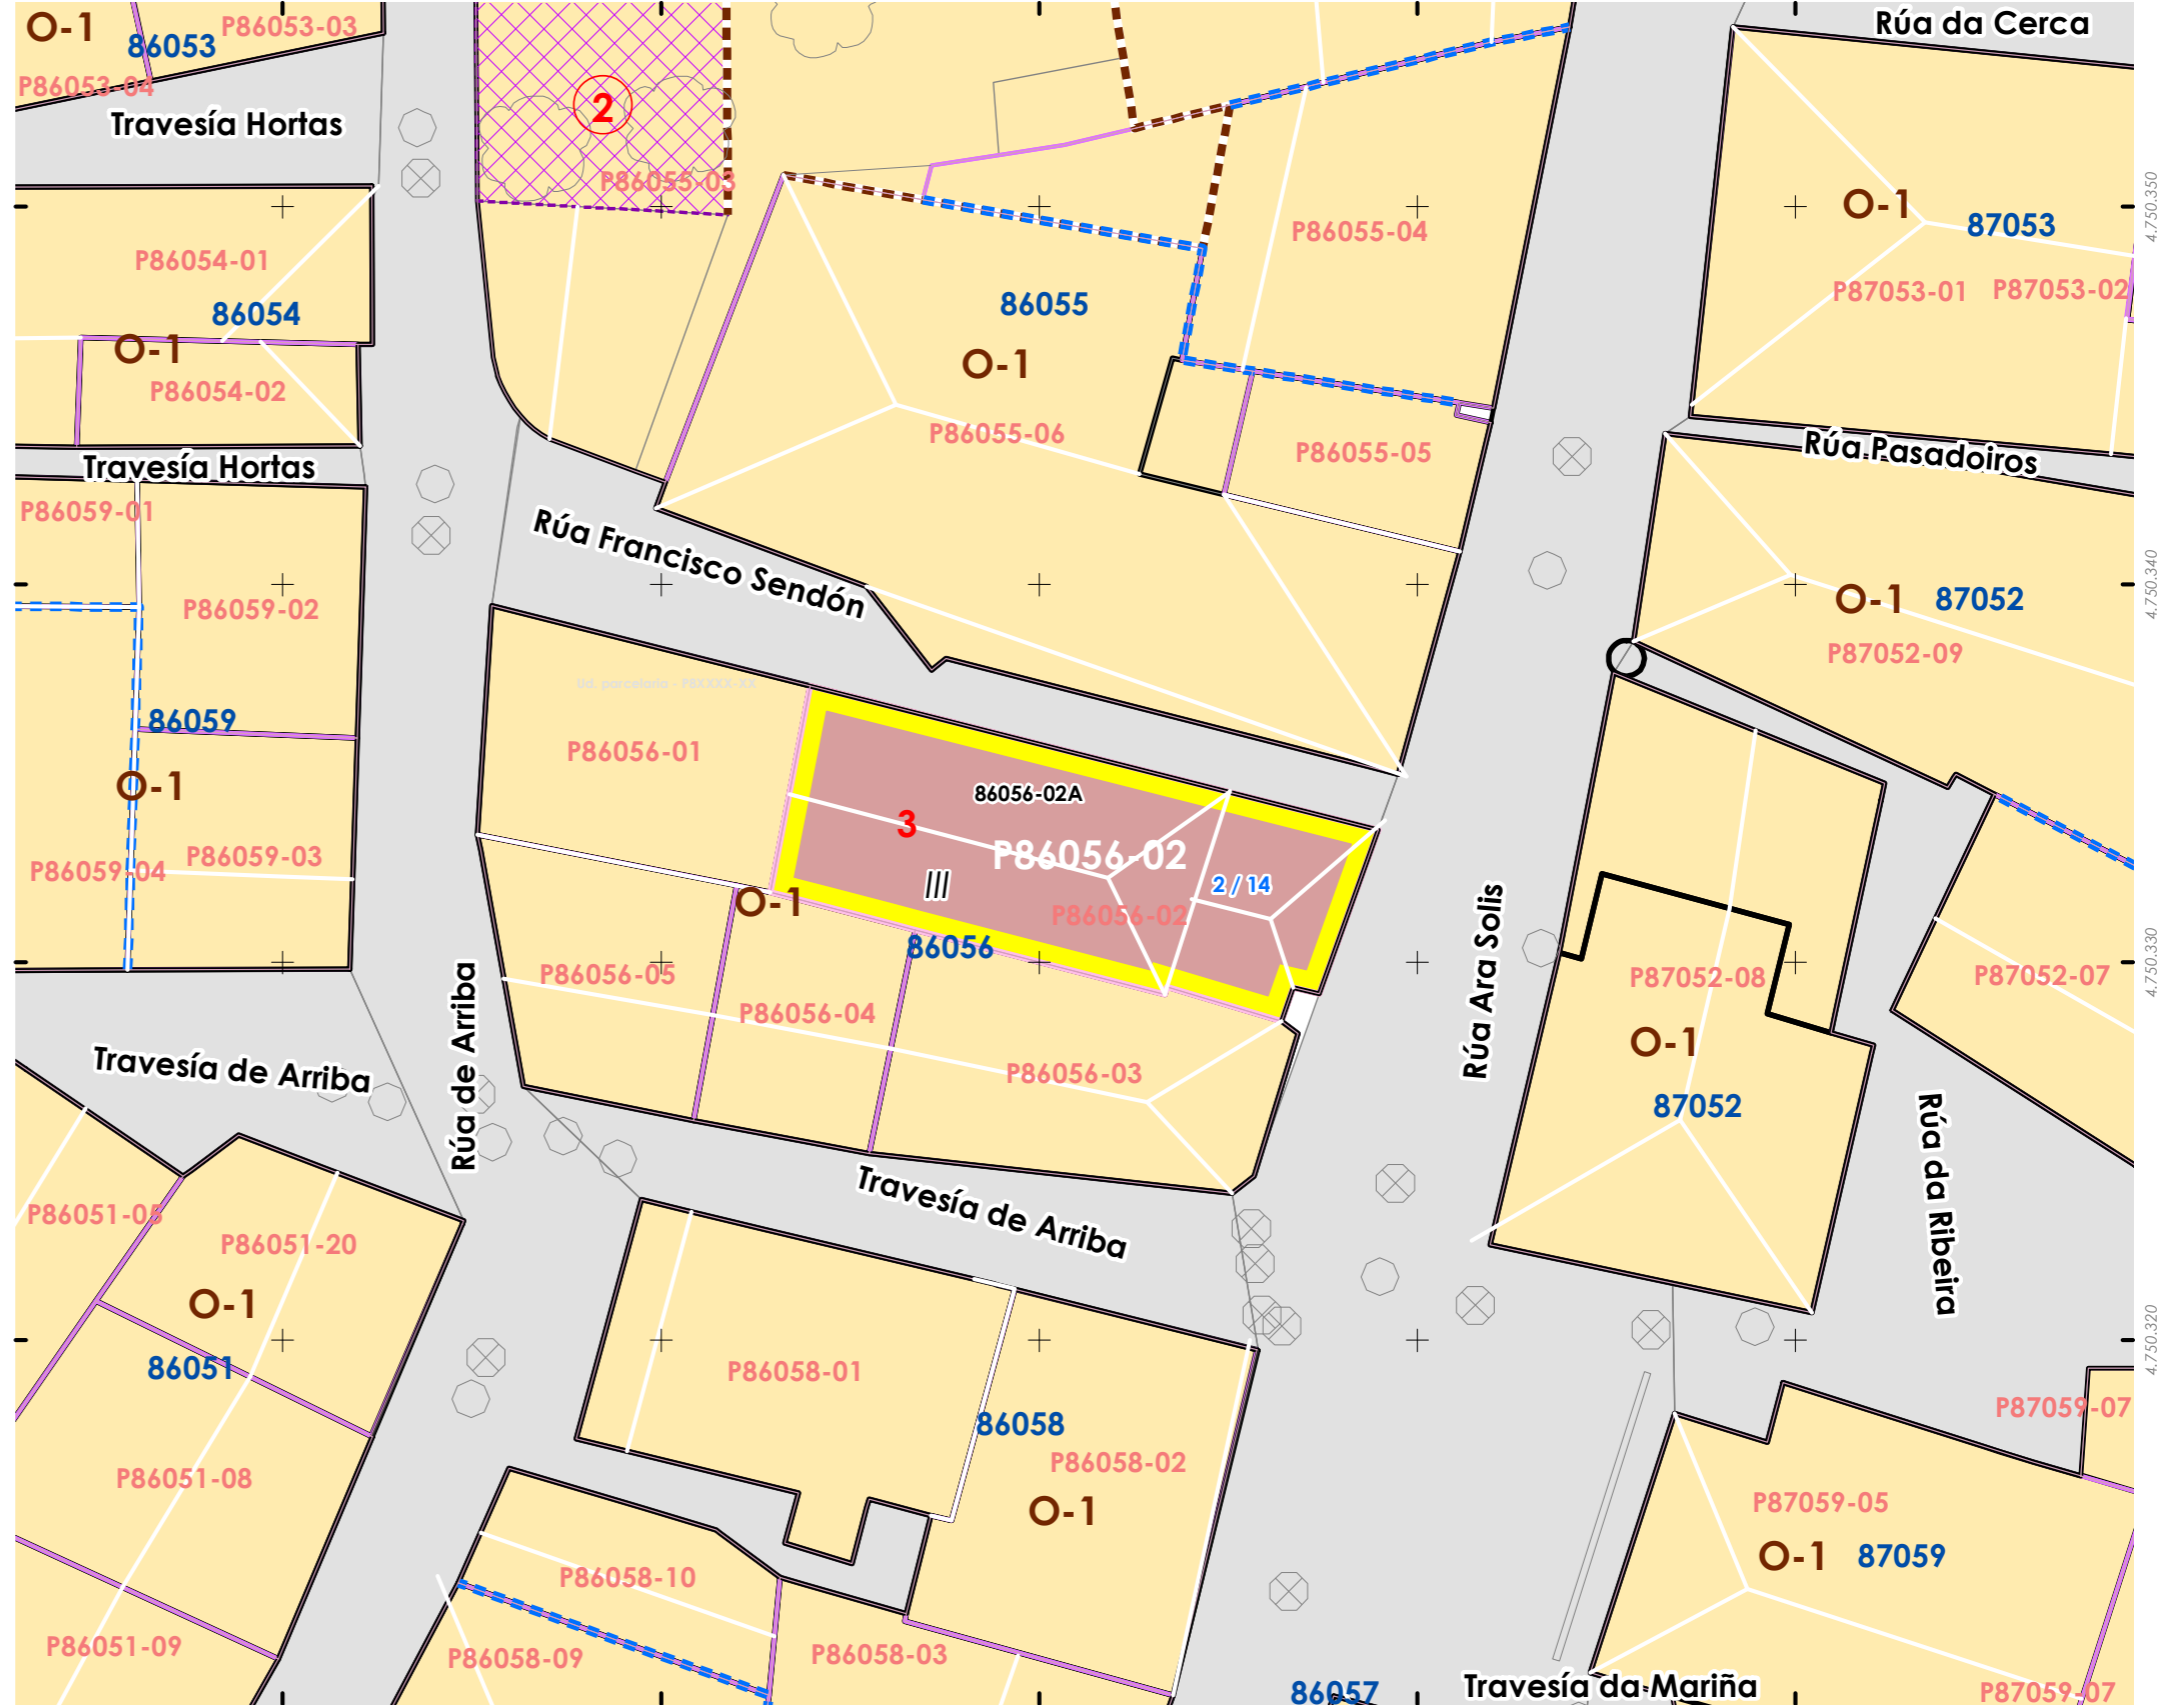 O-1
86053
P86053-03
P86053-04
Travesía Hortas
2
P86055-03
Rúa da Cerca
P86054-01
86054
O-1
P86054-02
86055
O-1
P86055-04
P86055-06
P86055-05
O-1
87053
P87053-01
P87053-02
4.750.350
Travesía Hortas
P86059-01
P86059-02
86059
O-1
P86059-04
P86059-03
Rúa Francisco Sendón
Rúa Pasadoiros
O-1
87052
P87052-09
4.750.340
Ud. parcelaria - P8XXXX-XX
P86056-01
86056-02A
3
P86056-02
III
2 / 14
P86056-02
O-1
86056
P86056-05
P86056-04
P86056-03
Rúa Ara Solis
P87052-08
O-1
87052
P87052-07
4.750.330
Travesía de Arriba
Rúa de Arriba
Travesía de Arriba
Rúa da Ribeira
P86051-05
P86051-20
O-1
86051
P86051-08
P86051-09
P86058-01
86058
P86058-02
O-1
P86058-10
P86058-09
P86058-03
4.750.320
P87059-07
P87059-05
O-1
87059
86057
Travesía da Mariña
P87059-07